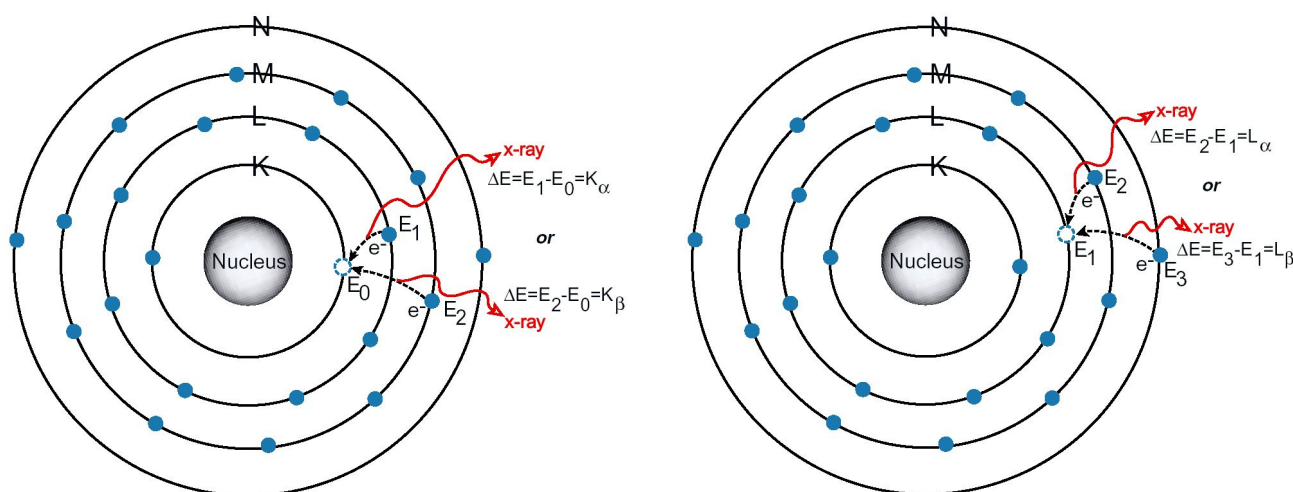 N
M
L
K
x-ray
ΔE=E₁-E₀=Kα
E₁
e⁻
or
Nucleus
E₀
ΔE=E₂-E₀=Kβ
e⁻
E₂
x-ray
N
M
L
K
x-ray
ΔE=E₂-E₁=Lα
E₂
e⁻
or
x-ray
E₁
ΔE=E₃-E₁=Lβ
e⁻
E₃
Nucleus